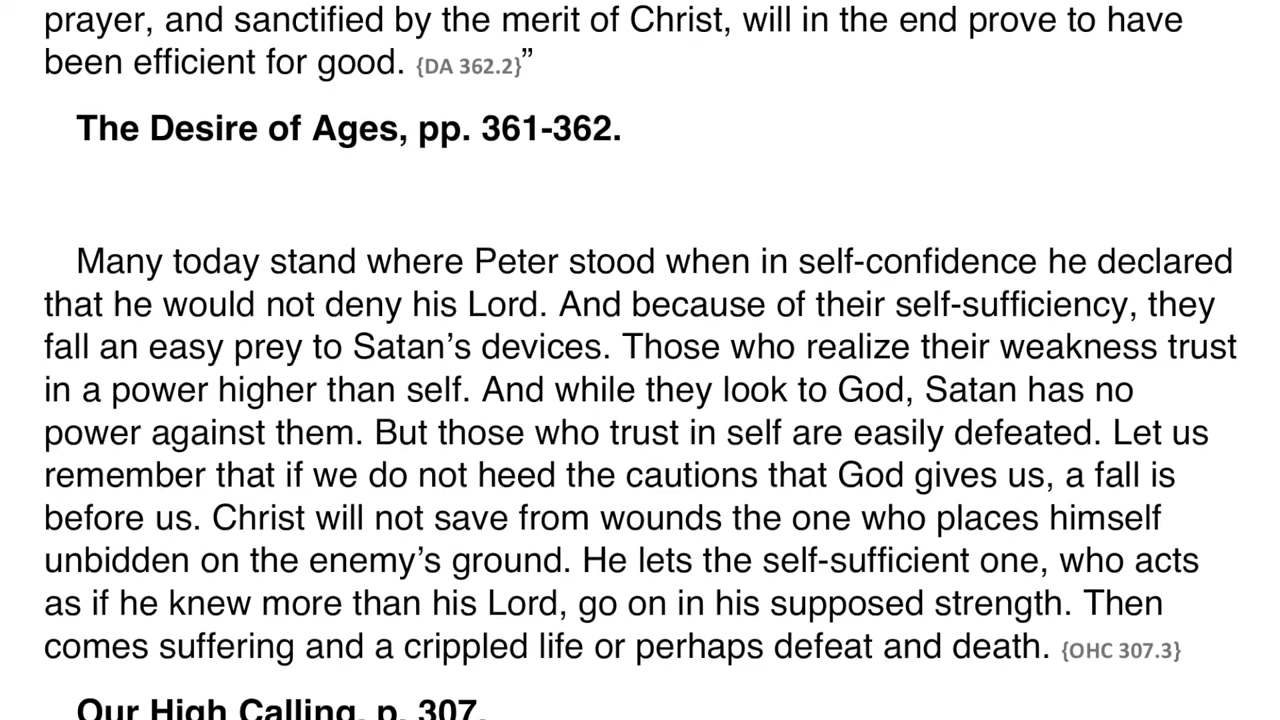 prayer, and sanctified by the merit of Christ, will in the end prove to have
been efficient for good. {DA 362.2}”
The Desire of Ages, pp. 361-362.
Many today stand where Peter stood when in self-confidence he declared
that he would not deny his Lord. And because of their self-sufficiency, they
fall an easy prey to Satan’s devices. Those who realize their weakness trust
in a power higher than self. And while they look to God, Satan has no
power against them. But those who trust in self are easily defeated. Let us
remember that if we do not heed the cautions that God gives us, a fall is
before us. Christ will not save from wounds the one who places himself
unbidden on the enemy’s ground. He lets the self-sufficient one, who acts
as if he knew more than his Lord, go on in his supposed strength. Then
comes suffering and a crippled life or perhaps defeat and death. {OHC 307.3}
Our High Calling, p. 307.